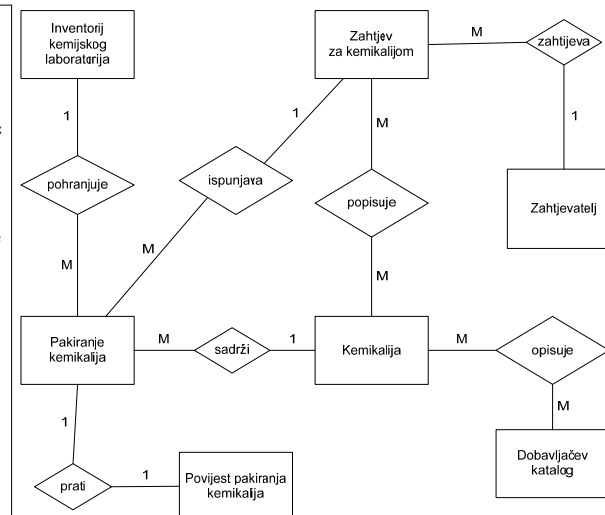 Inventorij
kemijskog
laboratorija
Zahtjev
za kemikalijom
M
zahtijeva
1
1
1
M
pohranjuje
ispunjava
popisuje
Zahtjevatelj
M
M
M
Pakiranje
kemikalija
M
sadrži
1
Kemikalija
M
opisuje
1
M
prati
1
Povijest pakiranja
kemikalija
Dobavljačev
katalog